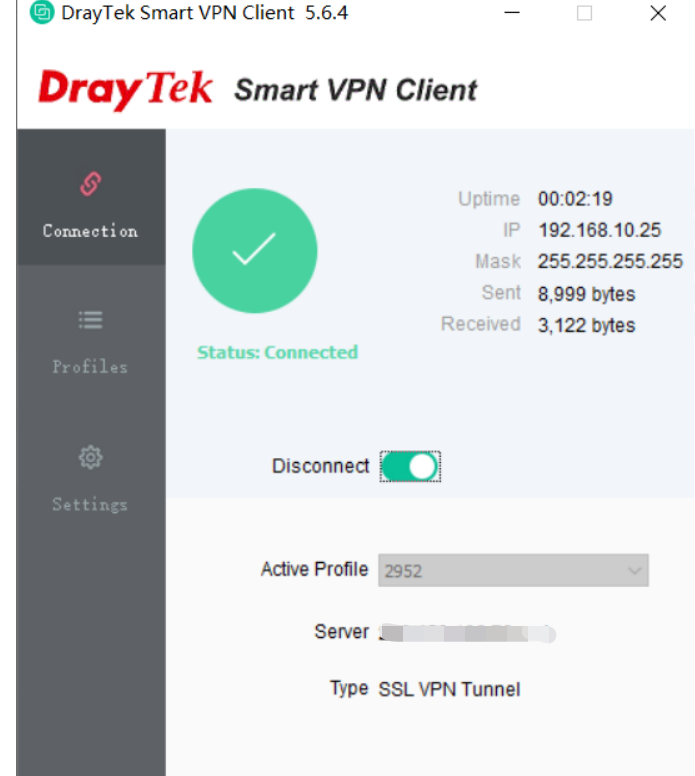 DrayTek Smart VPN Client 5.6.4
DrayTek Smart VPN Client
Connection
Profiles
Settings
Uptime 00:02:19
IP 192.168.10.25
Mask 255.255.255.255
Sent 8,999 bytes
Received 3,122 bytes
Status: Connected
Disconnect
Active Profile 2952
Server
Type SSL VPN Tunnel